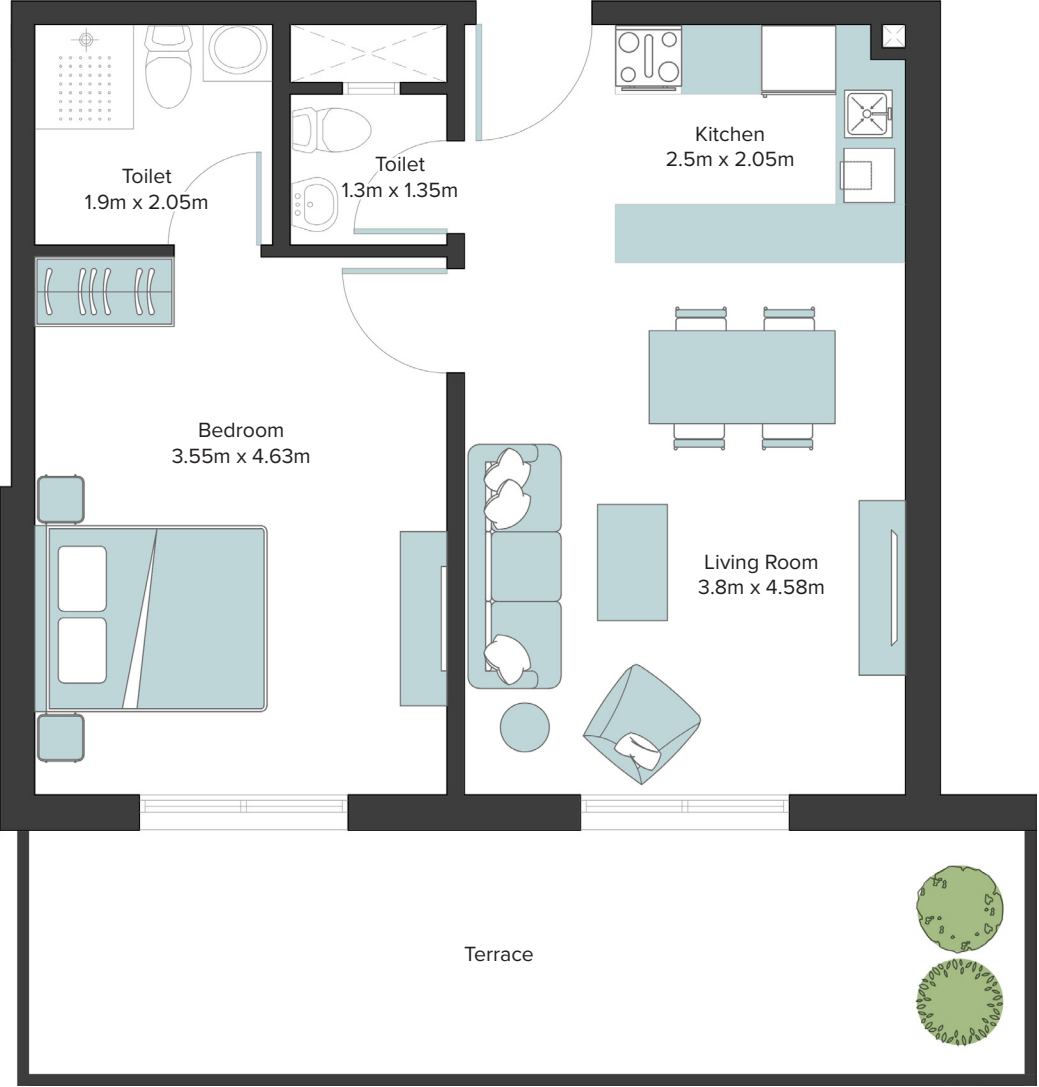 Kitchen
2.5m x 2.05m
Toilet
1.3m x 1.35m
Toilet
1.9m x 2.05m
Bedroom
3.55m x 4.63m
Living Room
3.8m x 4.58m
Terrace